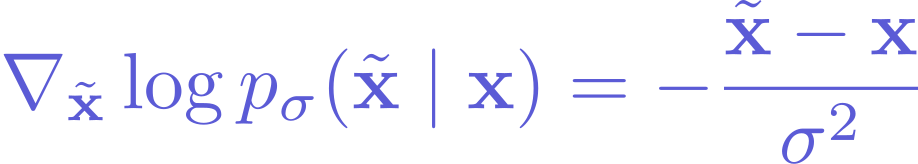 ∇_x̃ log p_σ(x̃ | x) = − (x̃ − x) / σ²